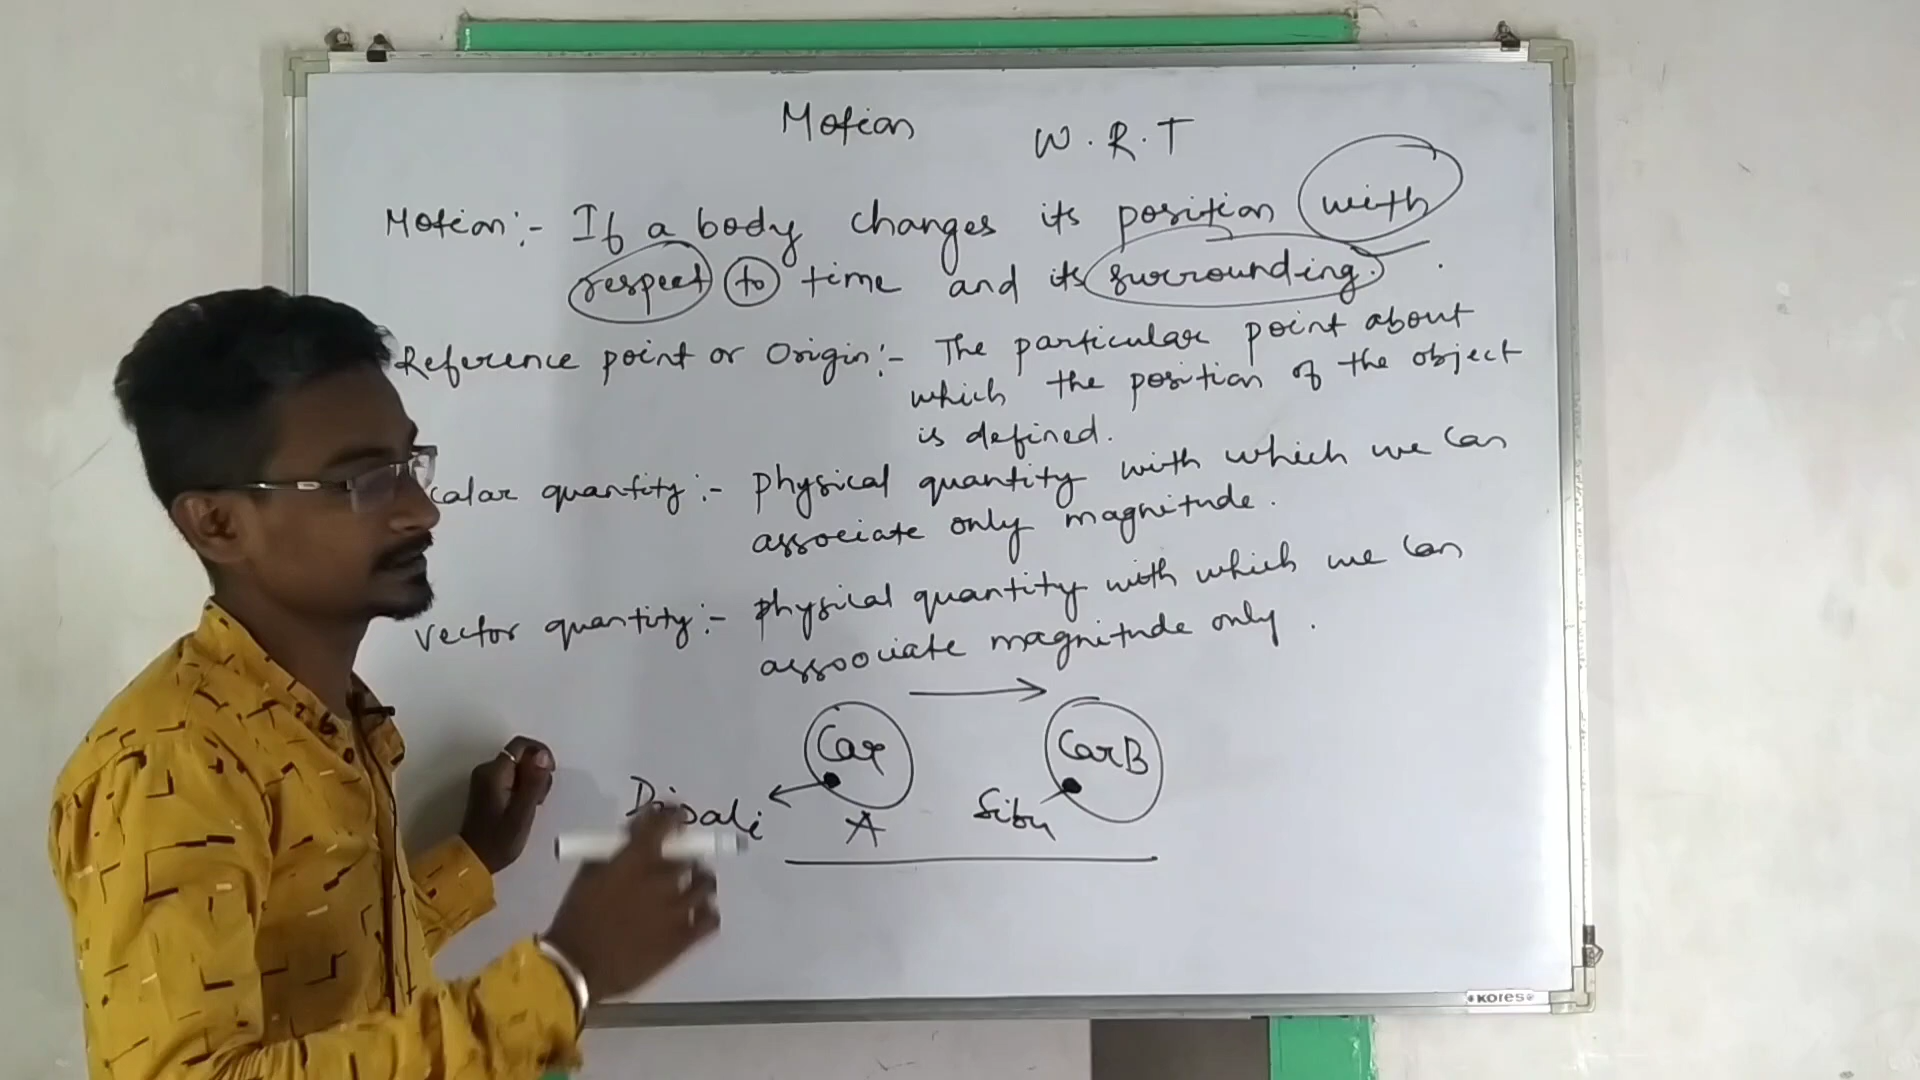 Motion
W.R.T
Motion:- If a body changes its position with
respect to time and its surrounding.
Reference point or Origin:- The particular point about
which the position of the object
is defined.
calar quantity:- Physical quantity with which we can
associate only magnitude.
Vector quantity:- Physical quantity with which we can
assoociate magnitude only.
Car
CarB
Dipali
A
Sibu
KORES